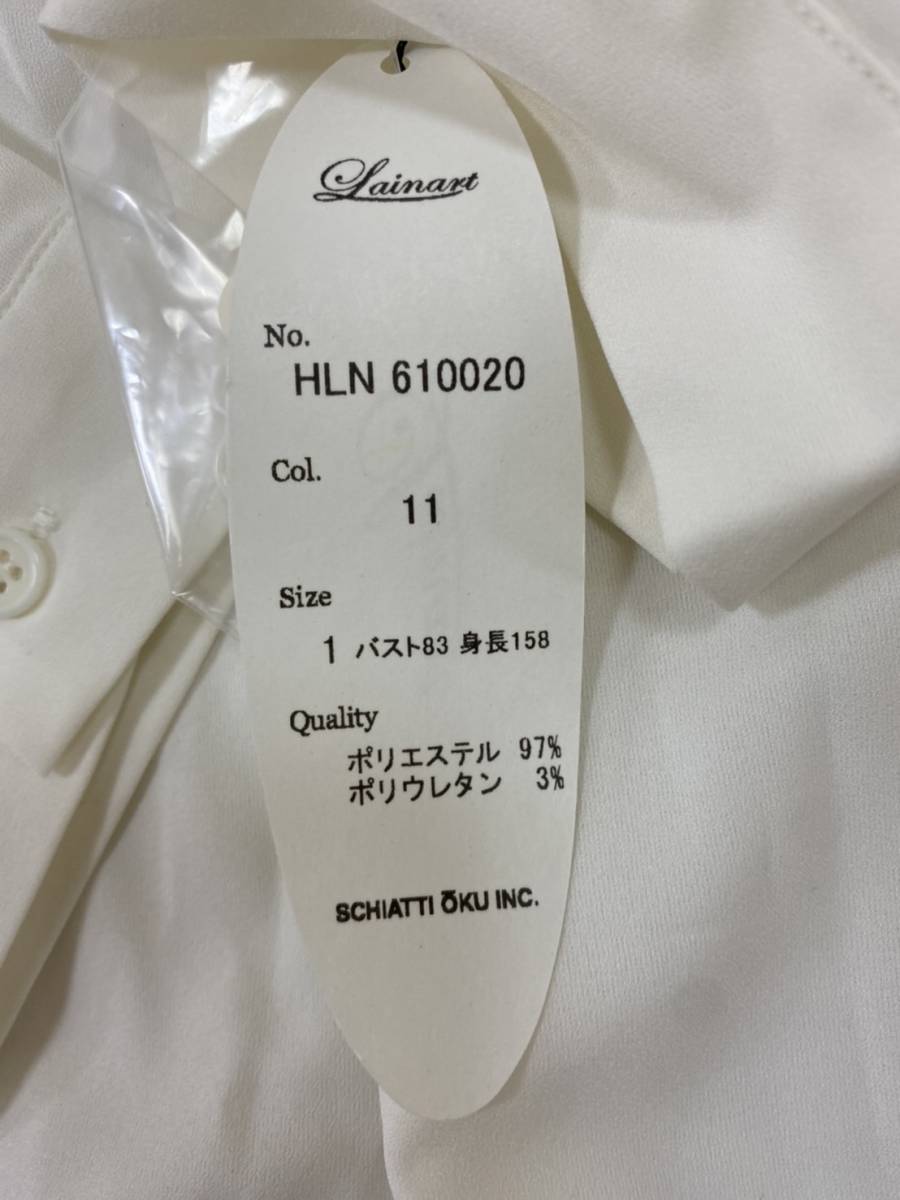 Lainart
No.
HLN 610020
Col.
11
Size
1 バスト83 身長158
Quality
ポリエステル 97%
ポリウレタン 3%
SCHIATTI ŌKU INC.